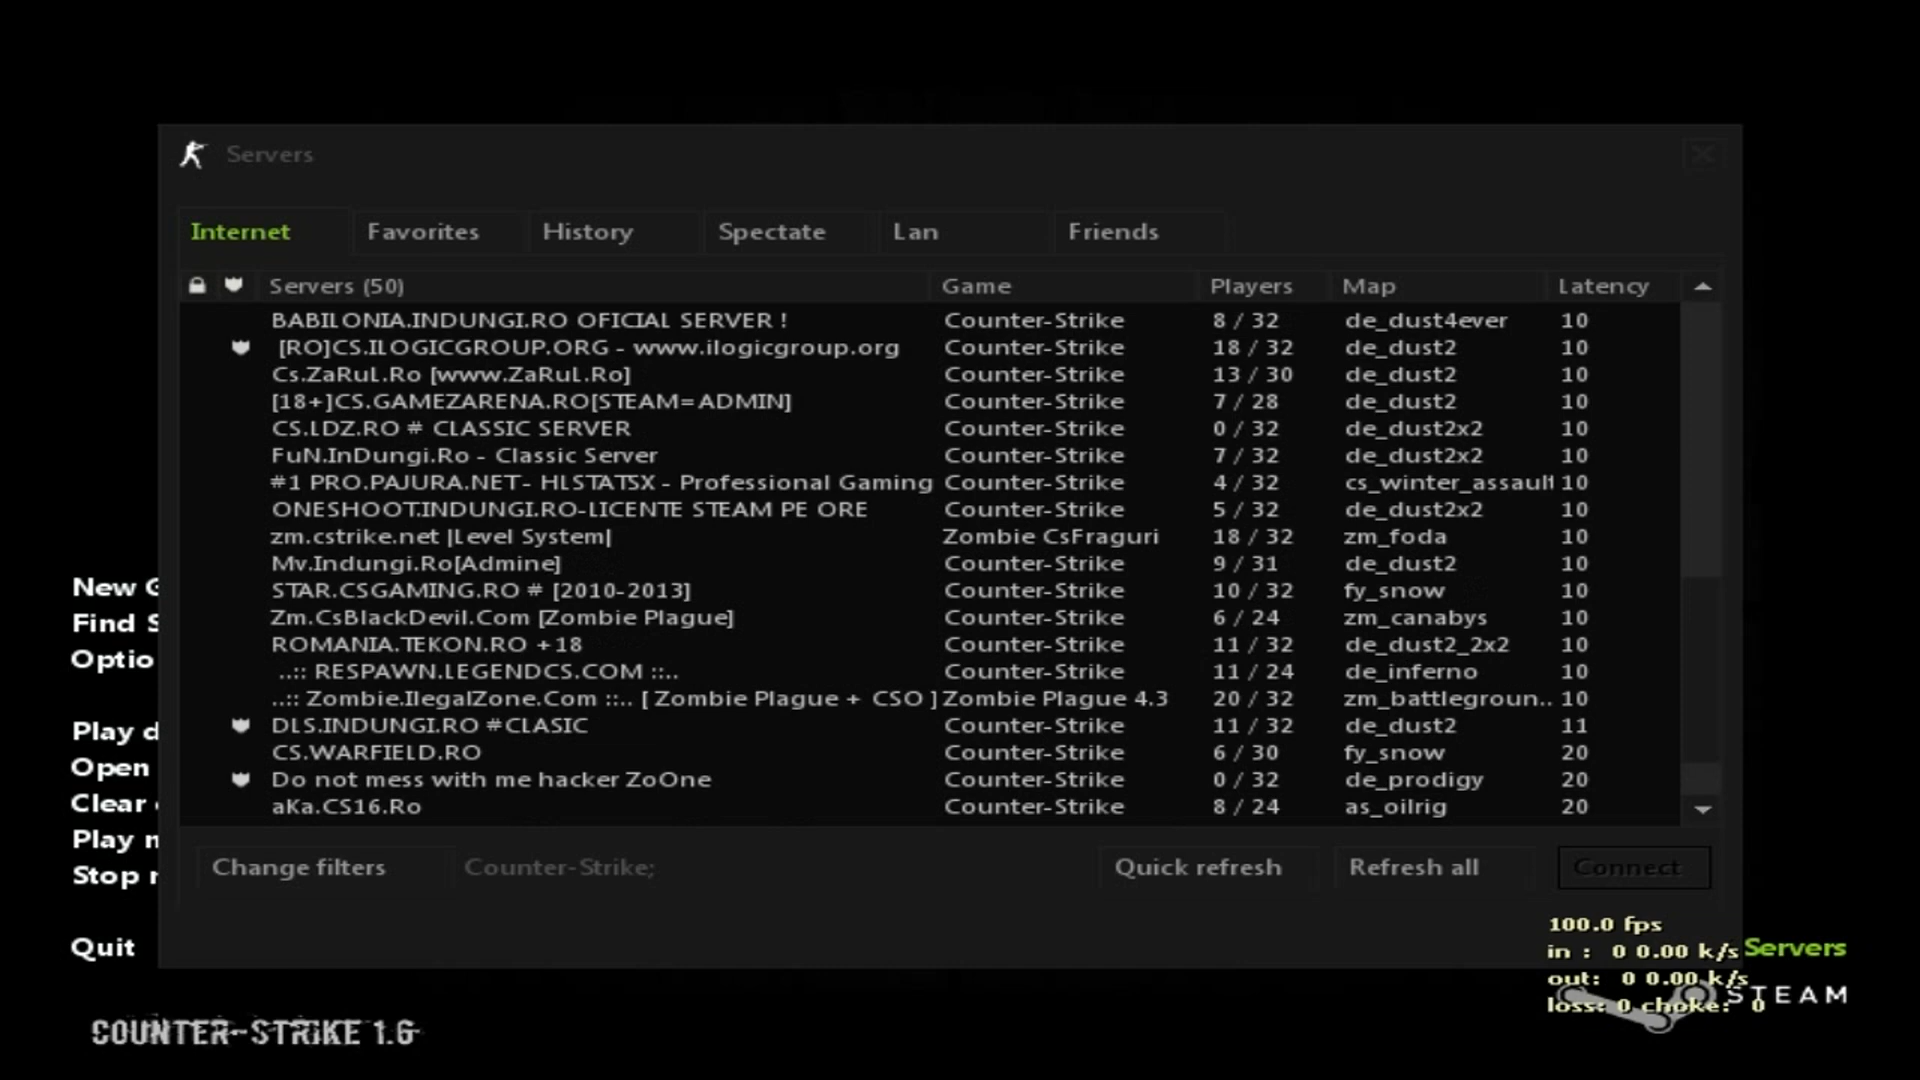 Servers
Internet Favorites History Spectate Lan Friends
Servers (50) Game Players Map Latency
BABILONIA.INDUNGI.RO OFICIAL SERVER ! Counter-Strike 8 / 32 de_dust4ever 10
[RO]CS.ILOGICGROUP.ORG - www.ilogicgroup.org Counter-Strike 18 / 32 de_dust2 10
Cs.ZaRuL.Ro [www.ZaRuL.Ro] Counter-Strike 13 / 30 de_dust2 10
[18+]CS.GAMEZARENA.RO[STEAM=ADMIN] Counter-Strike 7 / 28 de_dust2 10
CS.LDZ.RO # CLASSIC SERVER Counter-Strike 0 / 32 de_dust2x2 10
FuN.InDungi.Ro - Classic Server Counter-Strike 7 / 32 de_dust2x2 10
#1 PRO.PAJURA.NET- HLSTATSX - Professional Gaming Counter-Strike 4 / 32 cs_winter_assault 10
ONESHOOT.INDUNGI.RO-LICENTE STEAM PE ORE Counter-Strike 5 / 32 de_dust2x2 10
zm.cstrike.net |Level System| Zombie CsFraguri 18 / 32 zm_foda 10
Mv.Indungi.Ro[Admine] Counter-Strike 9 / 31 de_dust2 10
STAR.CSGAMING.RO # [2010-2013] Counter-Strike 10 / 32 fy_snow 10
Zm.CsBlackDevil.Com [Zombie Plague] Counter-Strike 6 / 24 zm_canabys 10
ROMANIA.TEKON.RO +18 Counter-Strike 11 / 32 de_dust2_2x2 10
..:: RESPAWN.LEGENDCS.COM ::.. Counter-Strike 11 / 24 de_inferno 10
..:: Zombie.IlegalZone.Com ::.. [ Zombie Plague + CSO ] Zombie Plague 4.3 20 / 32 zm_battlegroun.. 10
DLS.INDUNGI.RO #CLASIC Counter-Strike 11 / 32 de_dust2 11
CS.WARFIELD.RO Counter-Strike 6 / 30 fy_snow 20
Do not mess with me hacker ZoOne Counter-Strike 0 / 32 de_prodigy 20
aKa.CS16.Ro Counter-Strike 8 / 24 as_oilrig 20
Change filters Counter-Strike; Quick refresh Refresh all Connect
New G
Find S
Optio
Play d
Open
Clear
Play m
Stop
Quit
100.0 fps
in : 0 0.00 k/s Servers
out: 0 0.00 k/s
loss: 0 choke: 0
STEAM
COUNTER-STRIKE 1.6